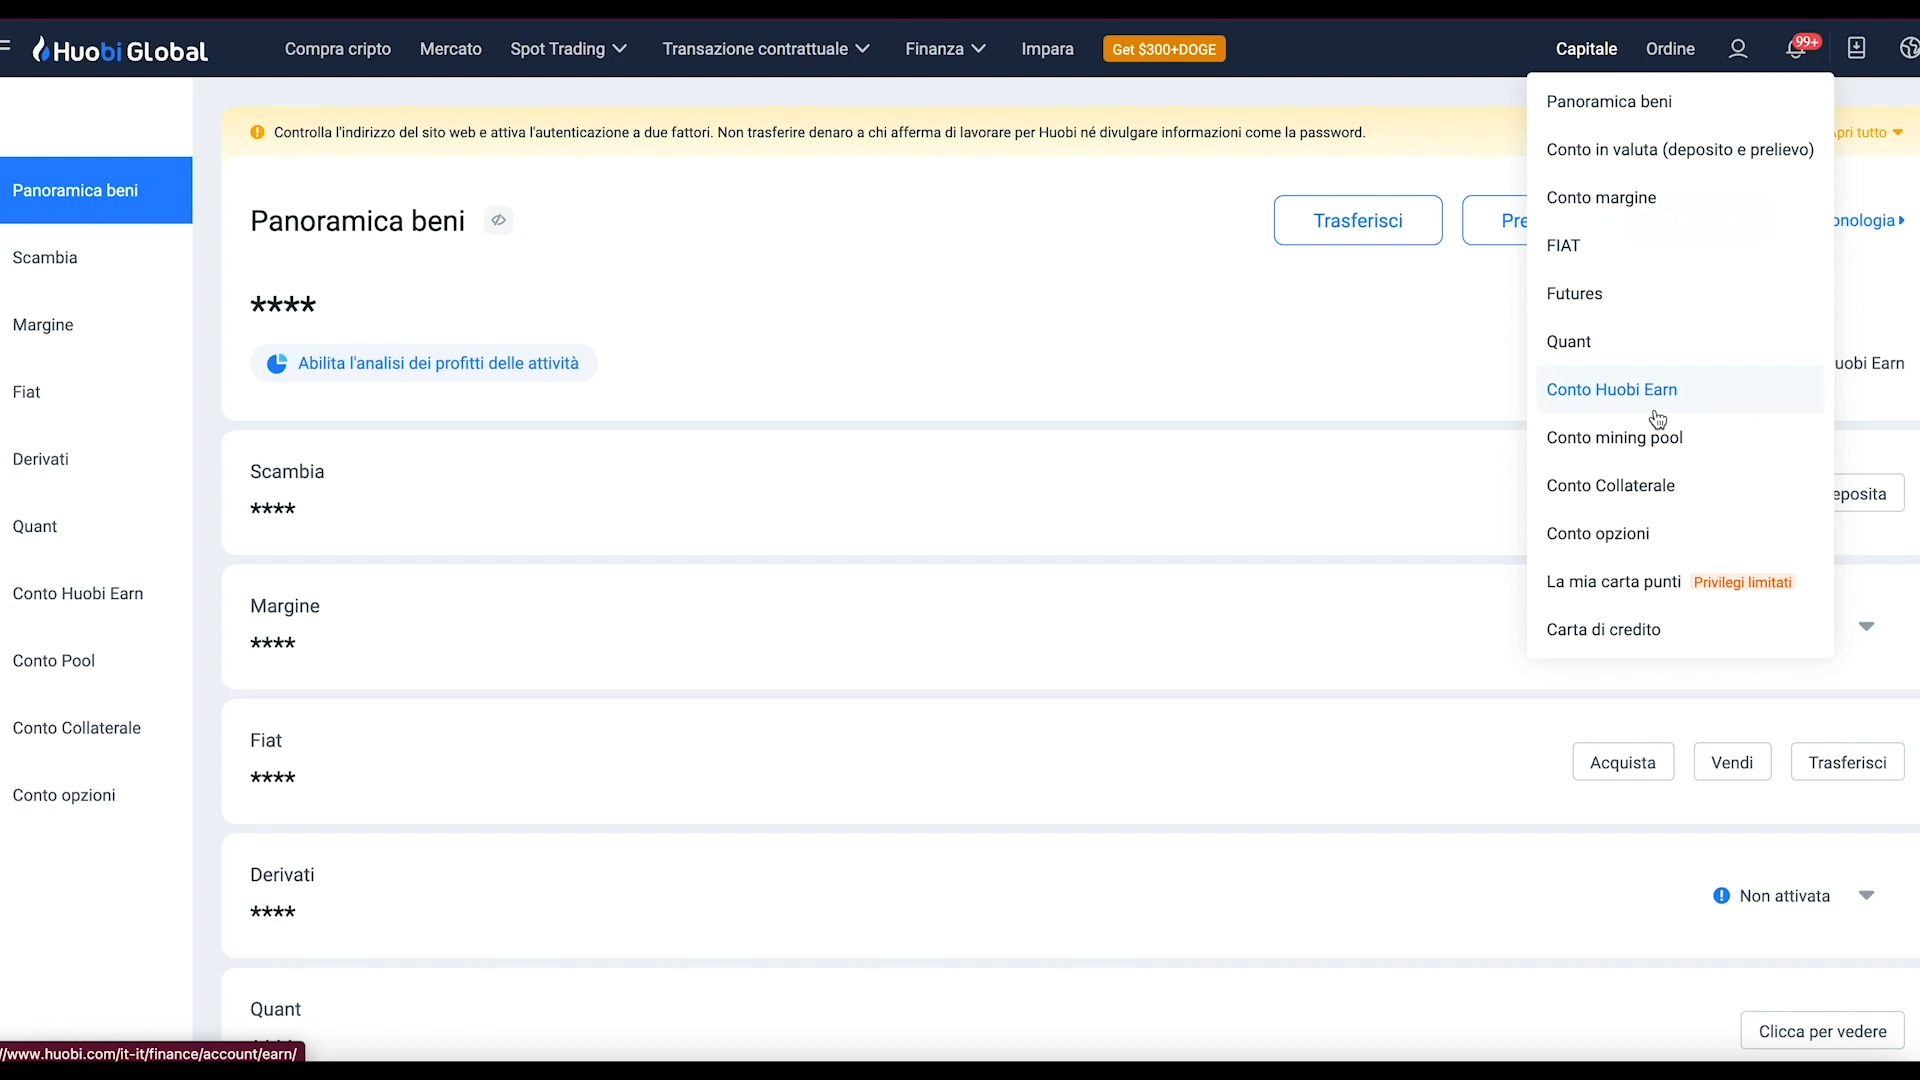 Huobi Global
Compra cripto
Mercato
Spot Trading
Transazione contrattuale
Finanza
Impara
Get $300+DOGE
Capitale
Ordine
99+
Panoramica beni
Scambia
Margine
Fiat
Derivati
Quant
Conto Huobi Earn
Conto Pool
Conto Collaterale
Conto opzioni
Controlla l'indirizzo del sito web e attiva l'autenticazione a due fattori. Non trasferire denaro a chi afferma di lavorare per Huobi né divulgare informazioni come la password.
pri tutto
Panoramica beni
Trasferisci
Pre
onologia
****
Abilita l'analisi dei profitti delle attività
uobi Earn
Scambia
****
eposita
Margine
****
Fiat
****
Acquista
Vendi
Trasferisci
Derivati
****
Non attivata
Quant
Clicca per vedere
Panoramica beni
Conto in valuta (deposito e prelievo)
Conto margine
FIAT
Futures
Quant
Conto Huobi Earn
Conto mining pool
Conto Collaterale
Conto opzioni
La mia carta punti Privilegi limitati
Carta di credito
//www.huobi.com/it-it/finance/account/earn/